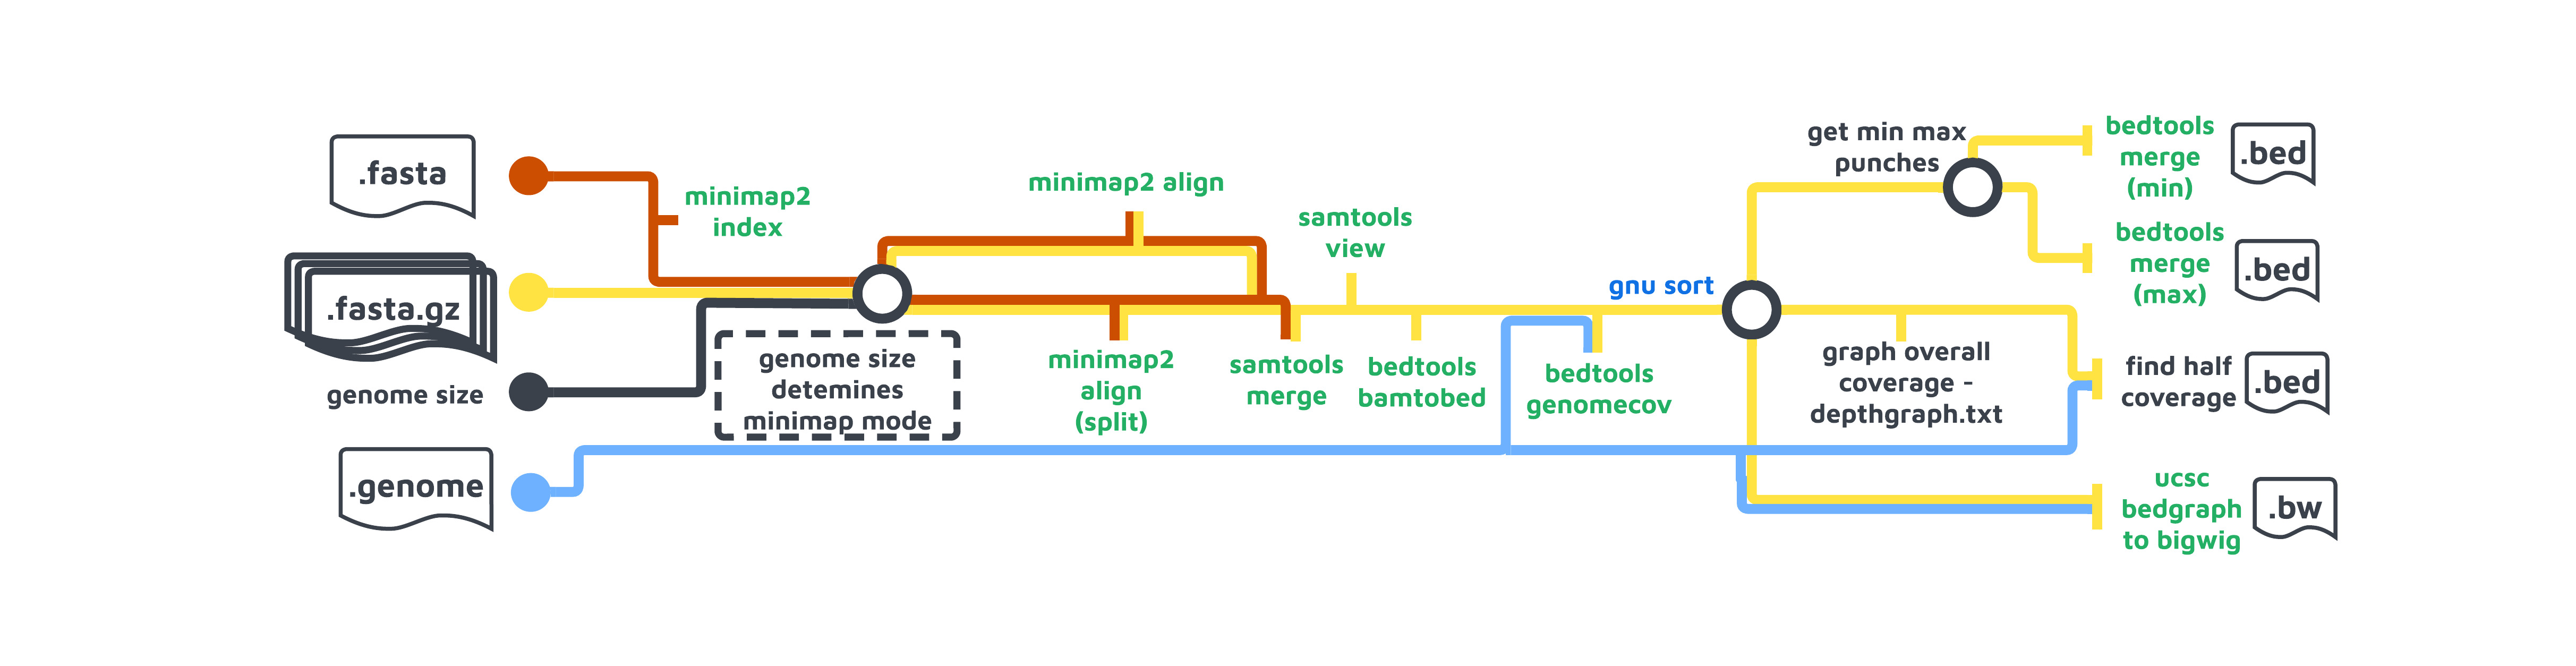 .fasta
.fasta.gz
genome size
.genome
minimap2
index
genome size
detemines
minimap mode
minimap2 align
minimap2
align
(split)
samtools
view
samtools
merge
bedtools
bamtobed
bedtools
genomecov
gnu sort
get min max
punches
graph overall
coverage -
depthgraph.txt
bedtools
merge
(min)
.bed
bedtools
merge
(max)
.bed
find half
coverage
.bed
ucsc
bedgraph
to bigwig
.bw